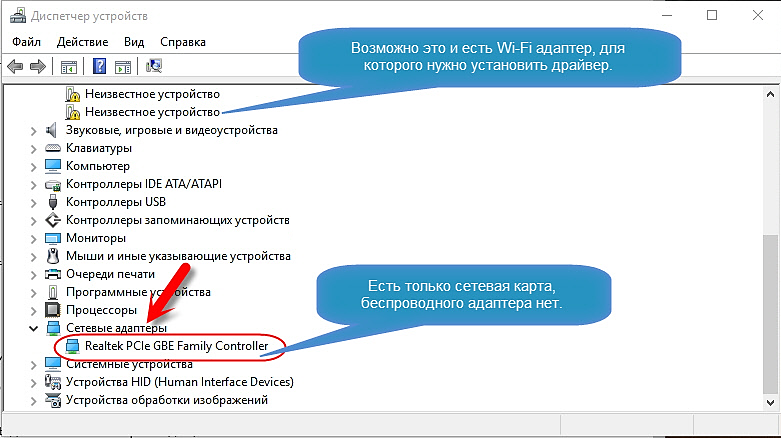 Диспетчер устройств
Файл Действие Вид Справка
Возможно это и есть Wi-Fi адаптер, для
которого нужно установить драйвер.
Неизвестное устройство
Неизвестное устройство
Звуковые, игровые и видеоустройства
Клавиатуры
Компьютер
Контроллеры IDE ATA/ATAPI
Контроллеры USB
Контроллеры запоминающих устройств
Мониторы
Мыши и иные указывающие устройства
Очереди печати
Программные устройства
Процессоры
Есть только сетевая карта,
беспроводного адаптера нет.
Сетевые адаптеры
Realtek PCIe GBE Family Controller
Системные устройства
Устройства HID (Human Interface Devices)
Устройства обработки изображений